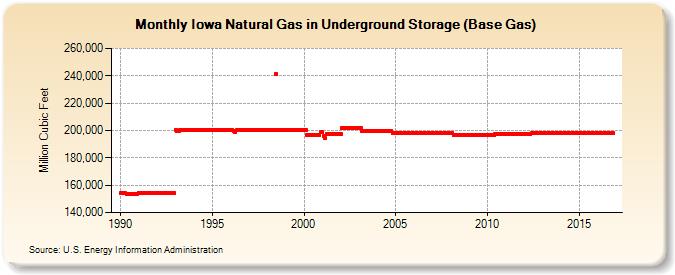 Monthly Iowa Natural Gas in Underground Storage (Base Gas)
Million Cubic Feet
260,000
240,000
220,000
200,000
180,000
160,000
140,000
1990 1995 2000 2005 2010 2015
Source: U.S. Energy Information Administration